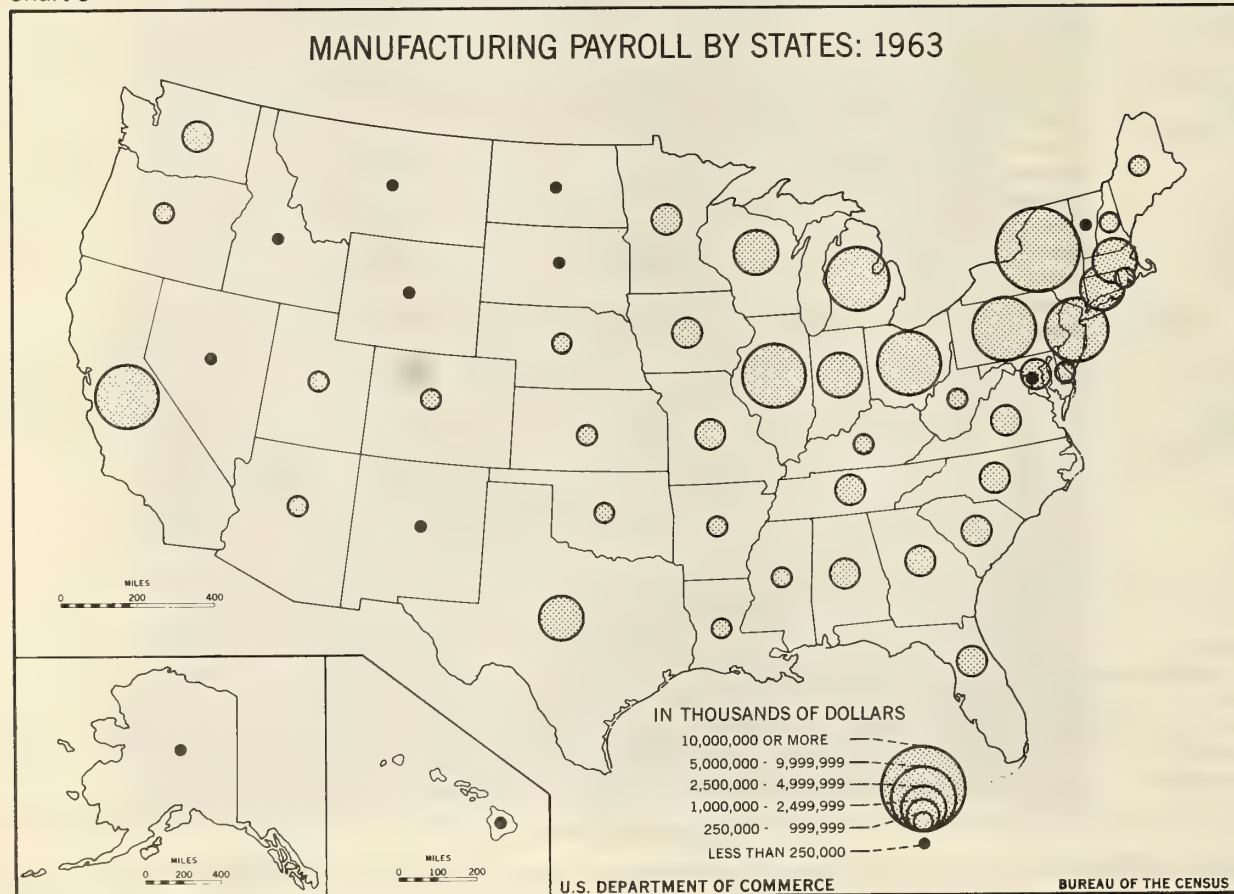 MANUFACTURING PAYROLL BY STATES: 1963
MILES
0 200 400
IN THOUSANDS OF DOLLARS
10,000,000 OR MORE
5,000,000 - 9,999,999
2,500,000 - 4,999,999
1,000,000 - 2,499,999
250,000 - 999,999
LESS THAN 250,000
MILES
0 200 400
MILES
0 100 200
U.S. DEPARTMENT OF COMMERCE
BUREAU OF THE CENSUS